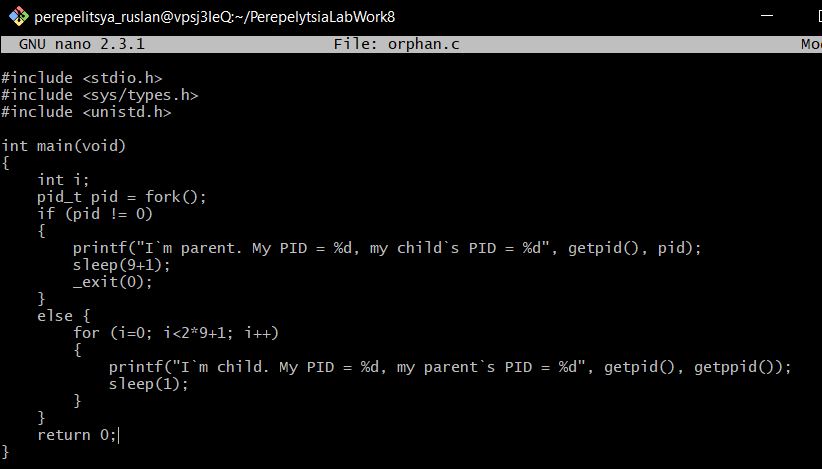 perepelitsya_ruslan@vpsj3leQ:~/PerepelytsiaLabWork8
GNU nano 2.3.1 File: orphan.c
#include <stdio.h>
#include <sys/types.h>
#include <unistd.h>
int main(void)
{
    int i;
    pid_t pid = fork();
    if (pid != 0)
    {
        printf("I`m parent. My PID = %d, my child`s PID = %d", getpid(), pid);
        sleep(9+1);
        _exit(0);
    }
    else {
        for (i=0; i<2*9+1; i++)
        {
            printf("I`m child. My PID = %d, my parent`s PID = %d", getpid(), getppid());
            sleep(1);
        }
    }
    return 0;
}